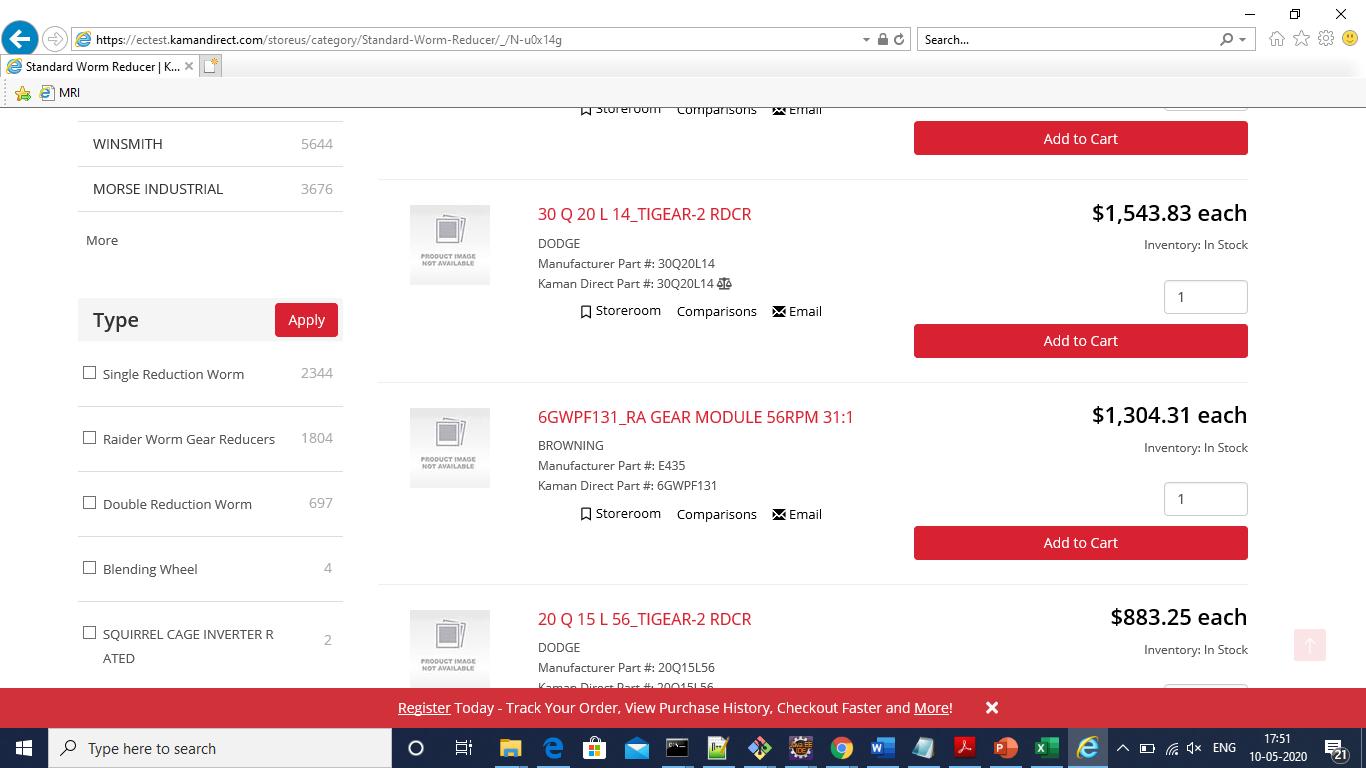 https://ectest.kamandirect.com/storeus/category/Standard-Worm-Reducer/_/N-u0x14g
Search...
Standard Worm Reducer | K...
MRI
WINSMITH 5644
MORSE INDUSTRIAL 3676
More
Type Apply
Single Reduction Worm 2344
Raider Worm Gear Reducers 1804
Double Reduction Worm 697
Blending Wheel 4
SQUIRREL CAGE INVERTER R 2
ATED
Storeroom Comparisons Email
Add to Cart
PRODUCT IMAGE
NOT AVAILABLE
30 Q 20 L 14_TIGEAR-2 RDCR
$1,543.83 each
DODGE
Inventory: In Stock
Manufacturer Part #: 30Q20L14
Kaman Direct Part #: 30Q20L14
1
Storeroom Comparisons Email
Add to Cart
PRODUCT IMAGE
NOT AVAILABLE
6GWPF131_RA GEAR MODULE 56RPM 31:1
$1,304.31 each
BROWNING
Inventory: In Stock
Manufacturer Part #: E435
Kaman Direct Part #: 6GWPF131
1
Storeroom Comparisons Email
Add to Cart
PRODUCT IMAGE
NOT AVAILABLE
20 Q 15 L 56_TIGEAR-2 RDCR
$883.25 each
DODGE
Inventory: In Stock
Manufacturer Part #: 20Q15L56
Kaman Direct Part #: 20Q15L56
Register Today - Track Your Order, View Purchase History, Checkout Faster and More!
Type here to search
ENG
17:51
10-05-2020
21